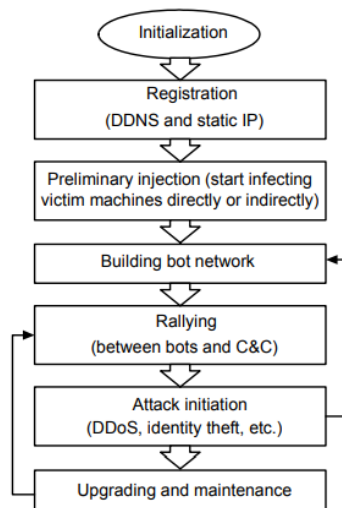 Initialization
Registration
(DDNS and static IP)
Preliminary injection (start infecting
victim machines directly or indirectly)
Building bot network
Rallying
(between bots and C&C)
Attack initiation
(DDoS, identity theft, etc.)
Upgrading and maintenance